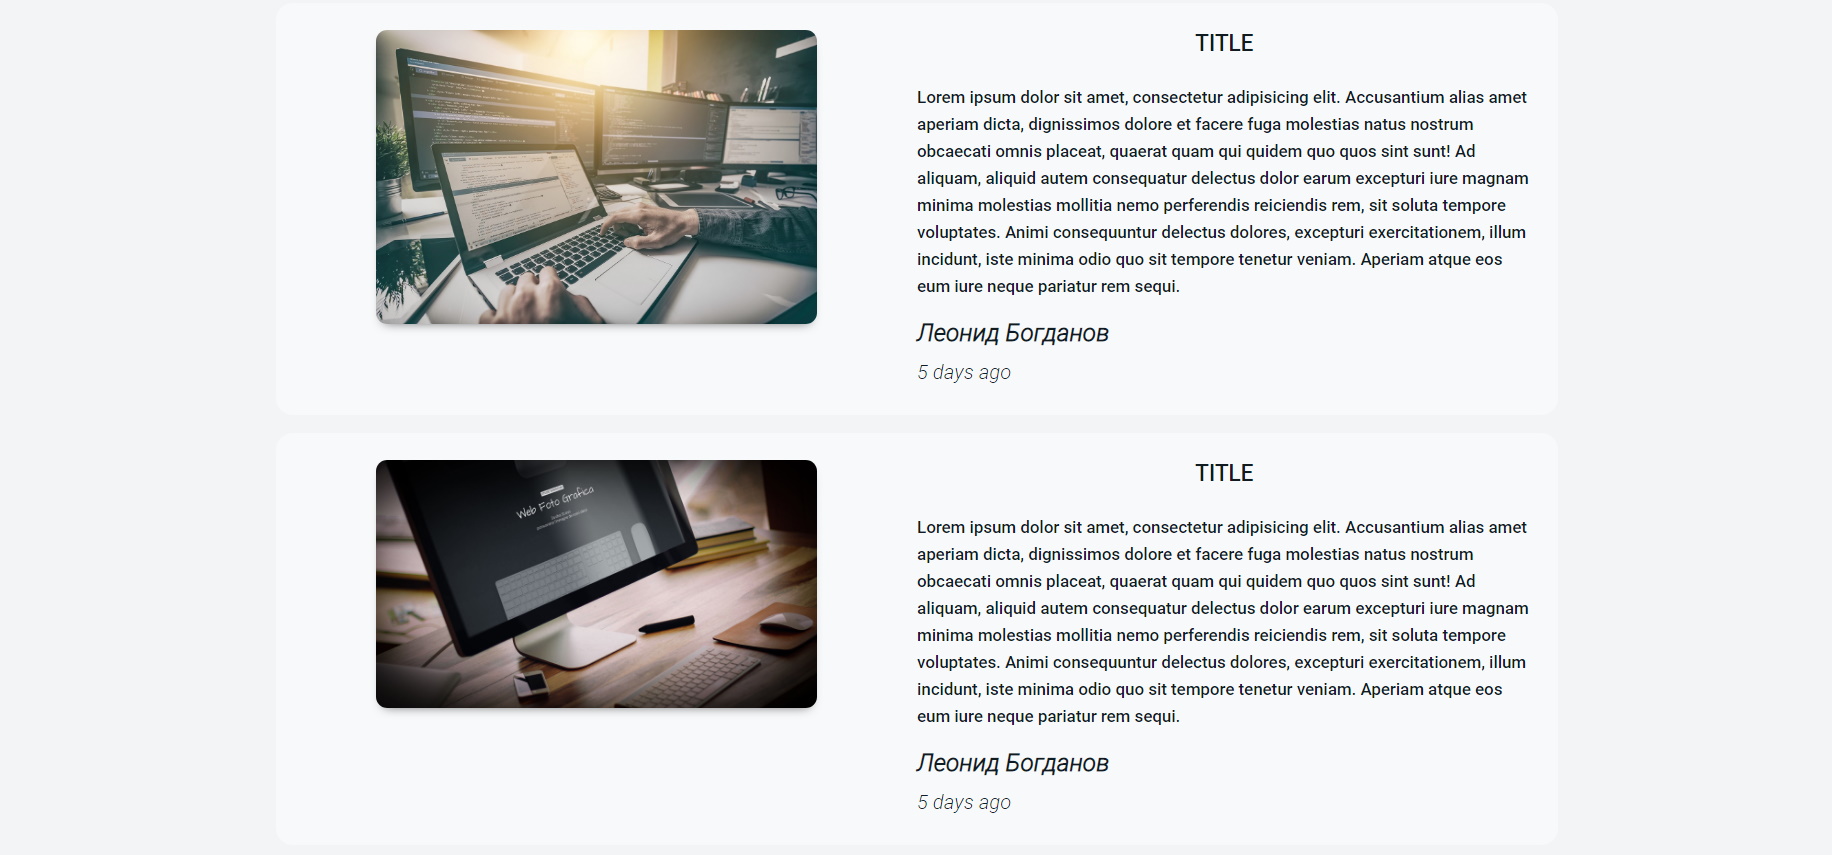 TITLE
Lorem ipsum dolor sit amet, consectetur adipisicing elit. Accusantium alias amet
aperiam dicta, dignissimos dolore et facere fuga molestias natus nostrum
obcaecati omnis placeat, quaerat quam qui quidem quo quos sint sunt! Ad
aliquam, aliquid autem consequatur delectus dolor earum excepturi iure magnam
minima molestias mollitia nemo perferendis reiciendis rem, sit soluta tempore
voluptates. Animi consequuntur delectus dolores, excepturi exercitationem, illum
incidunt, iste minima odio quo sit tempore tenetur veniam. Aperiam atque eos
eum iure neque pariatur rem sequi.
Леонид Богданов
5 days ago
Web Foto Grafica
TITLE
Lorem ipsum dolor sit amet, consectetur adipisicing elit. Accusantium alias amet
aperiam dicta, dignissimos dolore et facere fuga molestias natus nostrum
obcaecati omnis placeat, quaerat quam qui quidem quo quos sint sunt! Ad
aliquam, aliquid autem consequatur delectus dolor earum excepturi iure magnam
minima molestias mollitia nemo perferendis reiciendis rem, sit soluta tempore
voluptates. Animi consequuntur delectus dolores, excepturi exercitationem, illum
incidunt, iste minima odio quo sit tempore tenetur veniam. Aperiam atque eos
eum iure neque pariatur rem sequi.
Леонид Богданов
5 days ago